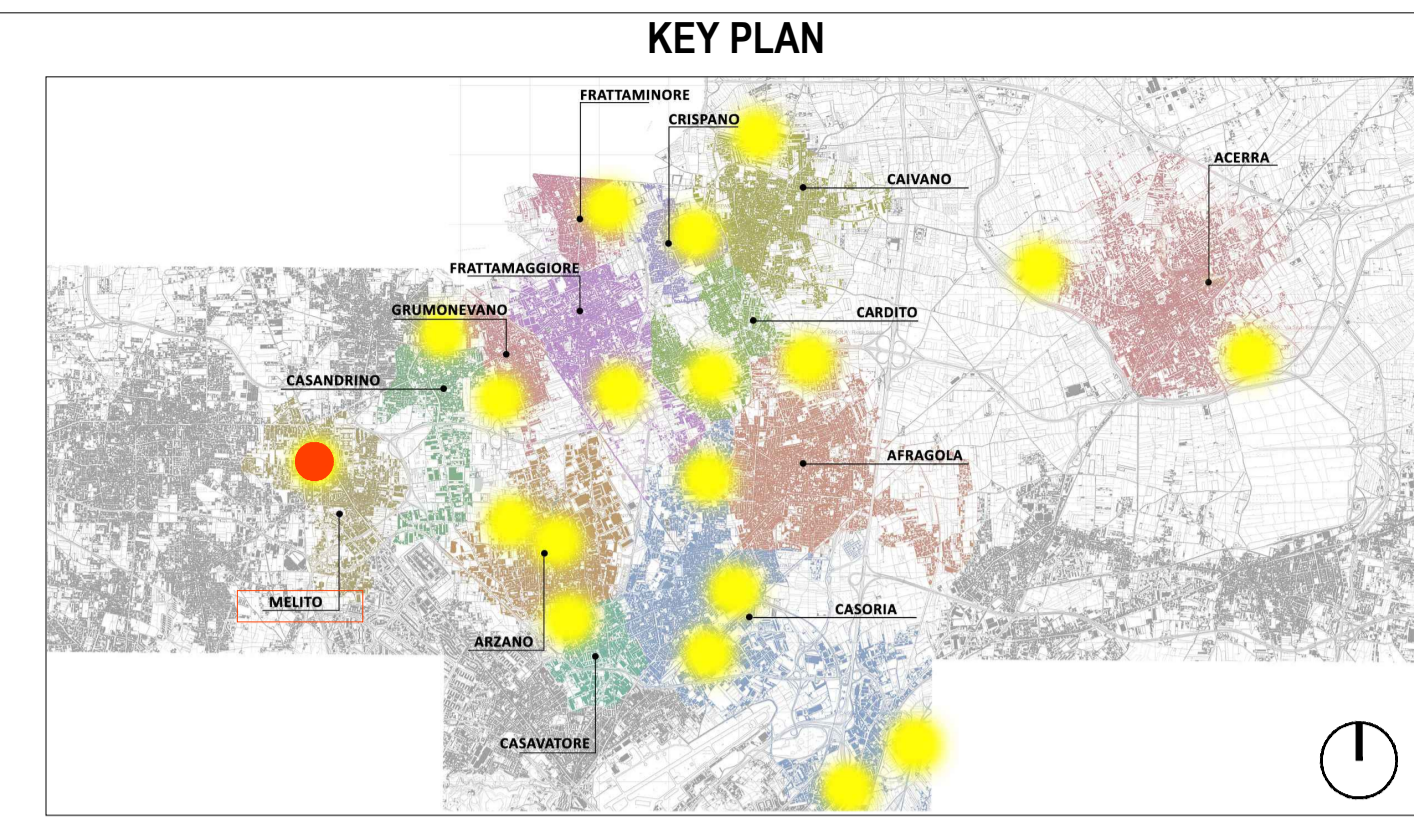 KEY PLAN
FRATTAMINORE
CRISPANO
ACERRA
CAIVANO
FRATTAMAGGIORE
GRUMONEVANO
CARDITO
CASANDRINO
AFRAGOLA
MELITO
CASORIA
ARZANO
CASAVATORE